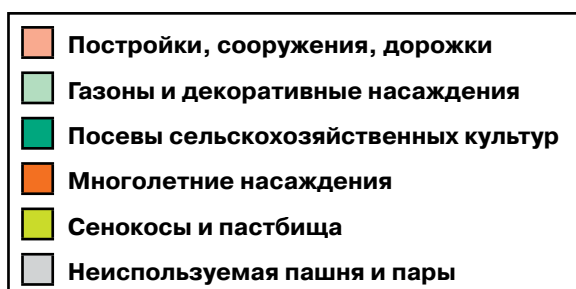 Постройки, сооружения, дорожки
Газоны и декоративные насаждения
Посевы сельскохозяйственных культур
Многолетние насаждения
Сенокосы и пастбища
Неиспользуемая пашня и пары